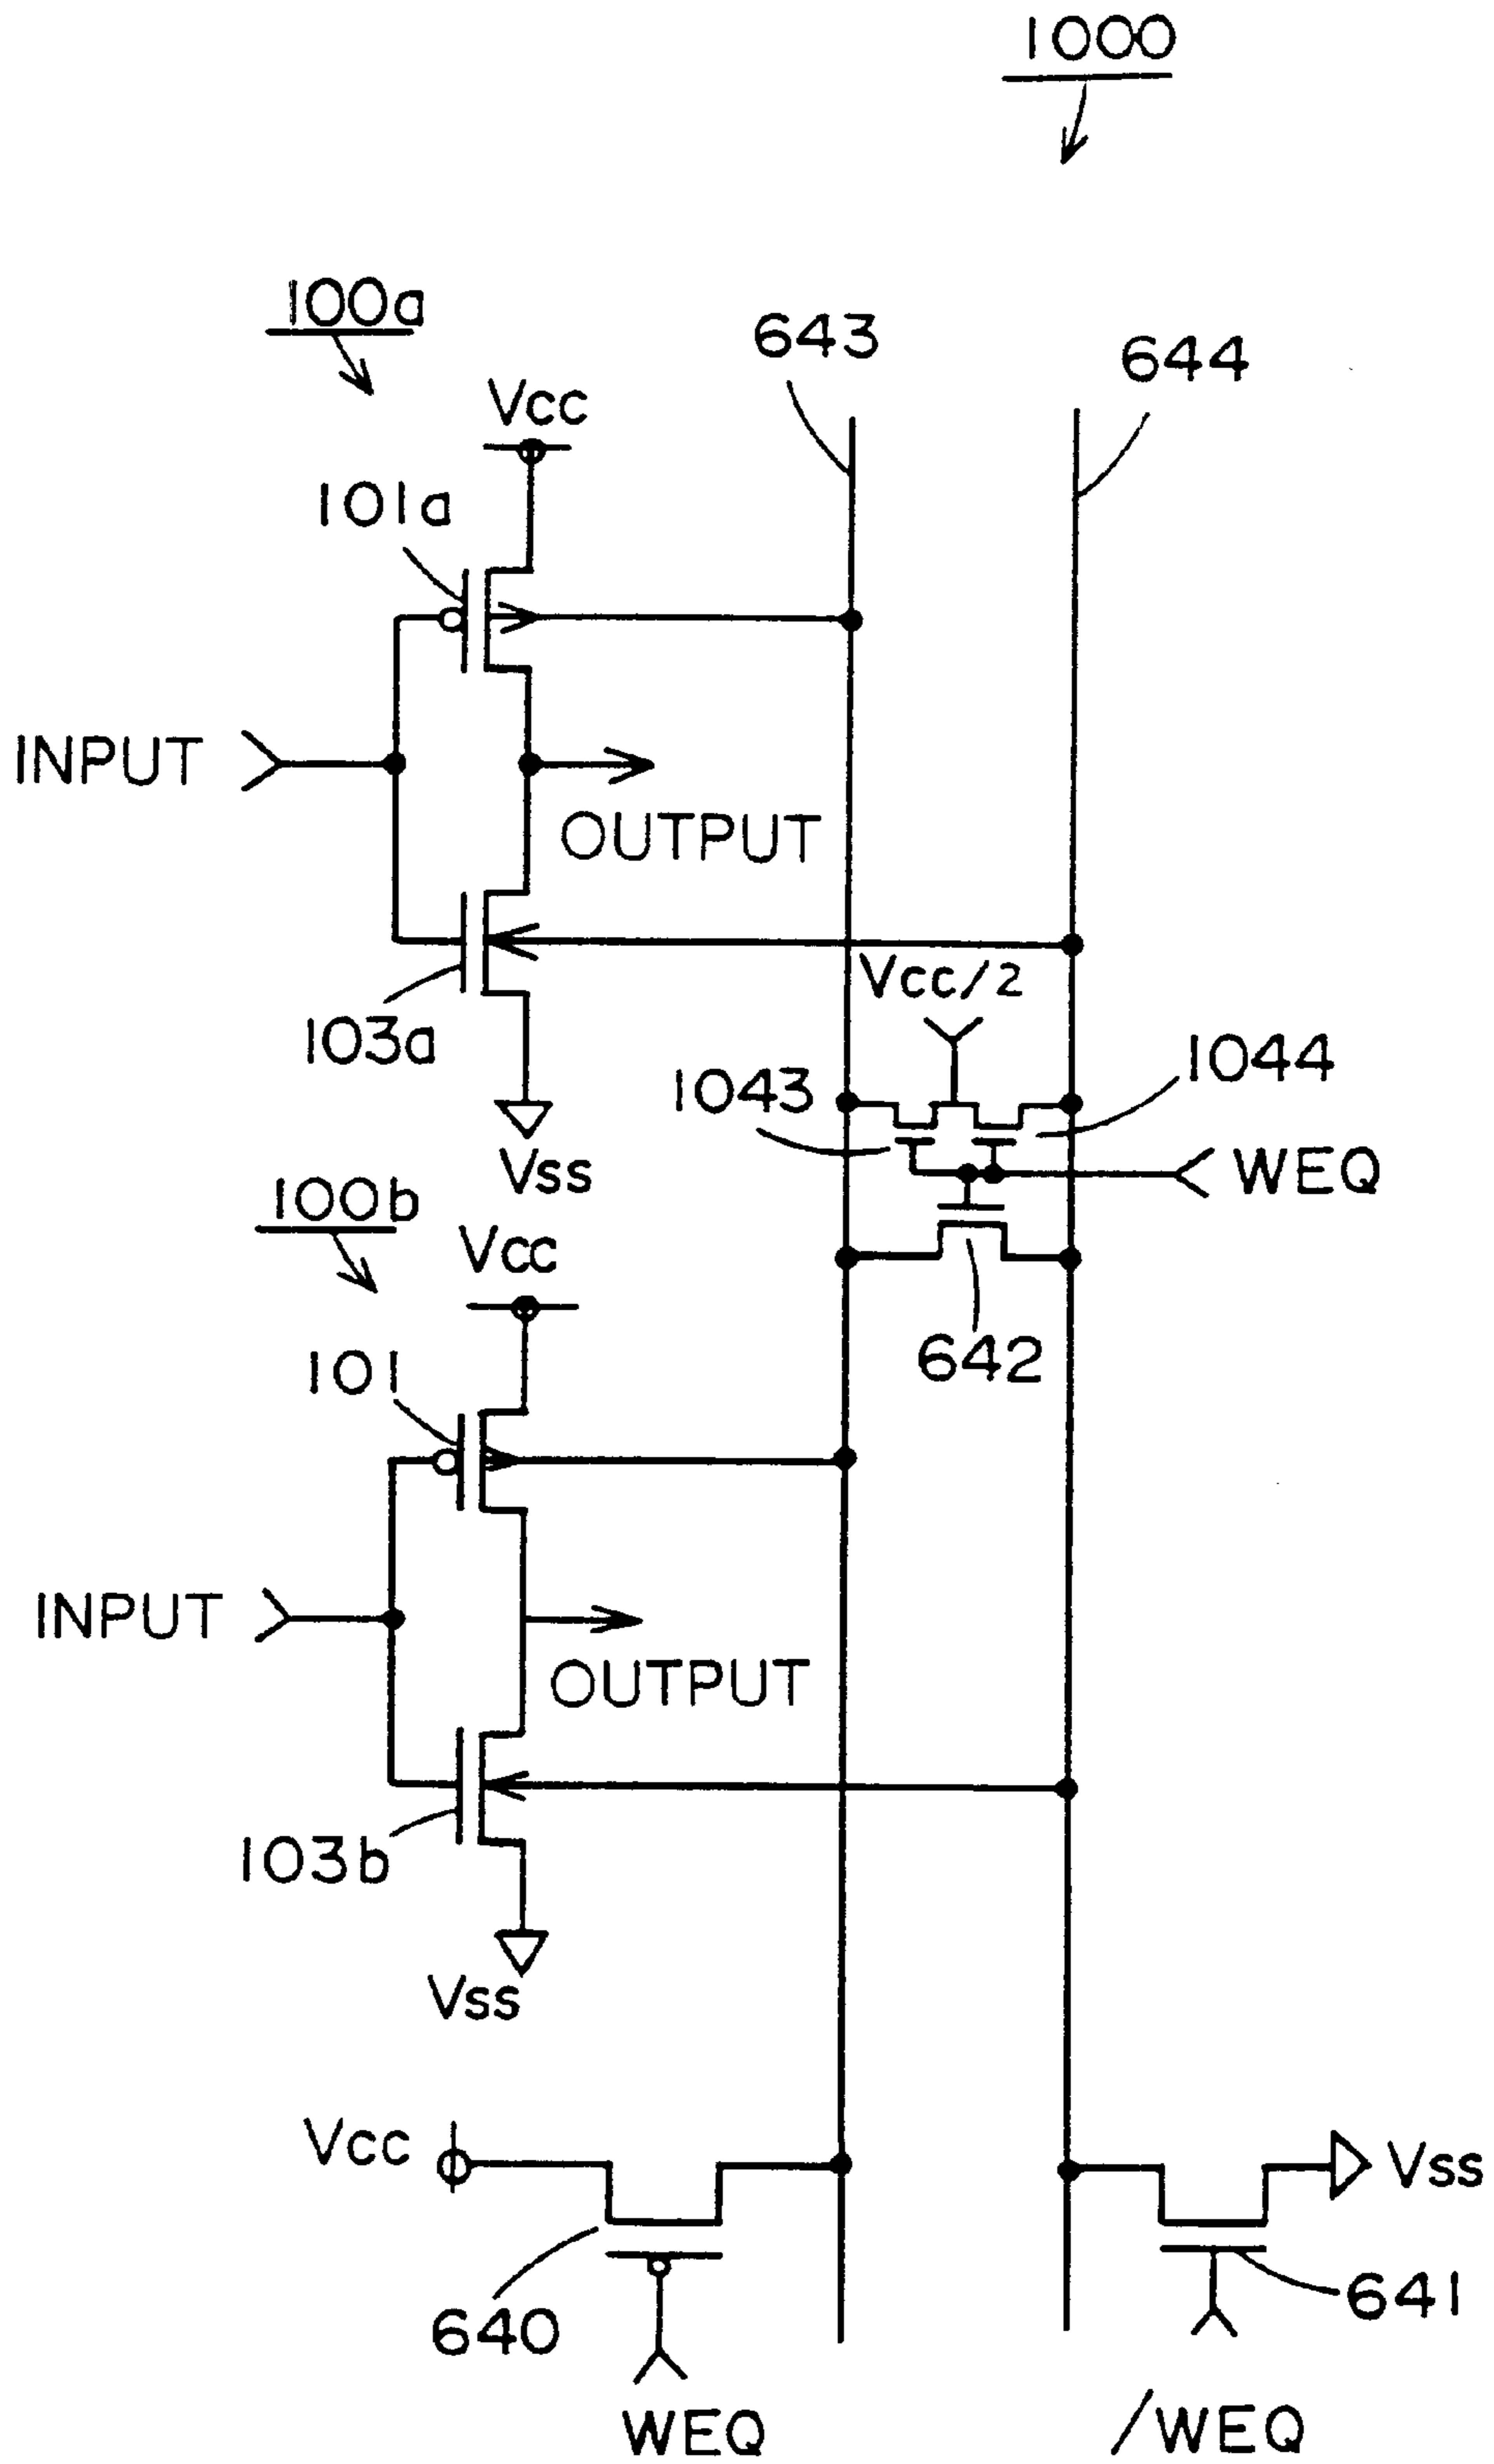 1000
100a
643
644
Vcc
101a
INPUT
OUTPUT
Vcc/2
103a
1043
1044
Vss
WEQ
100b
Vcc
642
101
INPUT
OUTPUT
103b
Vss
Vcc
Vss
640
641
WEQ
/WEQ